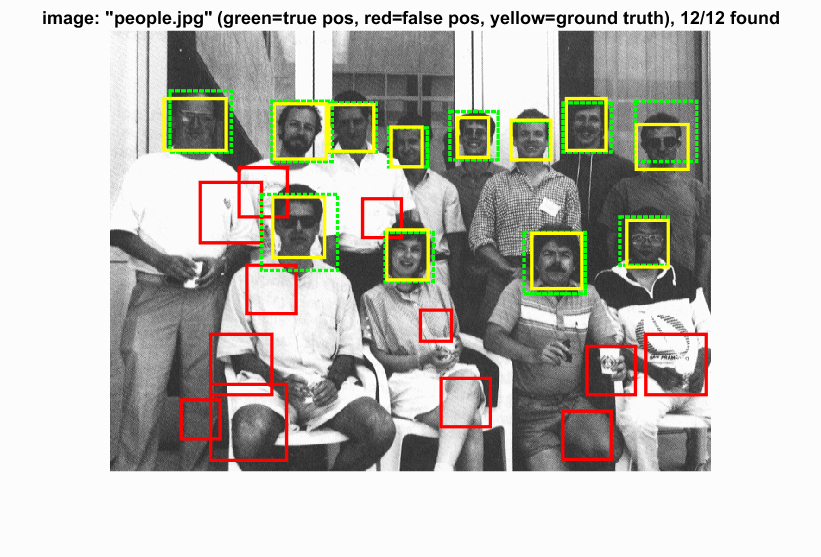 image: "people.jpg" (green=true pos, red=false pos, yellow=ground truth), 12/12 found